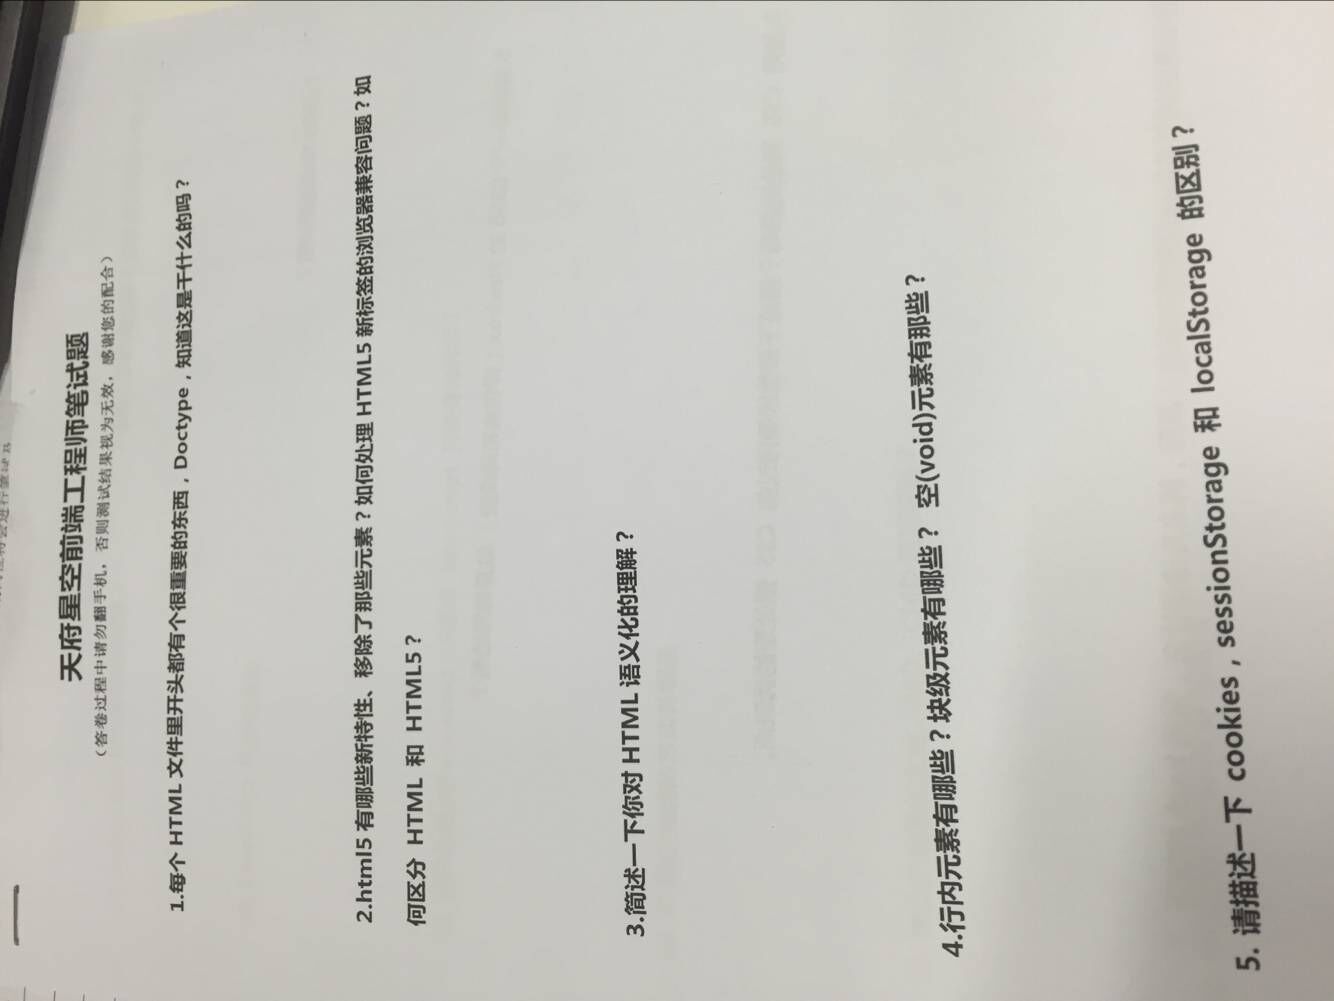 天府星空前端工程师笔试题
（答卷过程中请勿翻手机，否则测试结果视为无效，感谢您的配合）
1.每个 HTML 文件里开头都有个很重要的东西，Doctype，知道这是干什么的吗？
2.html5 有哪些新特性、移除了那些元素？如何处理 HTML5 新标签的浏览器兼容问题？如
何区分 HTML 和 HTML5？
3.简述一下你对 HTML 语义化的理解？
4.行内元素有哪些？块级元素有哪些？ 空(void)元素有那些？
5. 请描述一下 cookies，sessionStorage 和 localStorage 的区别？